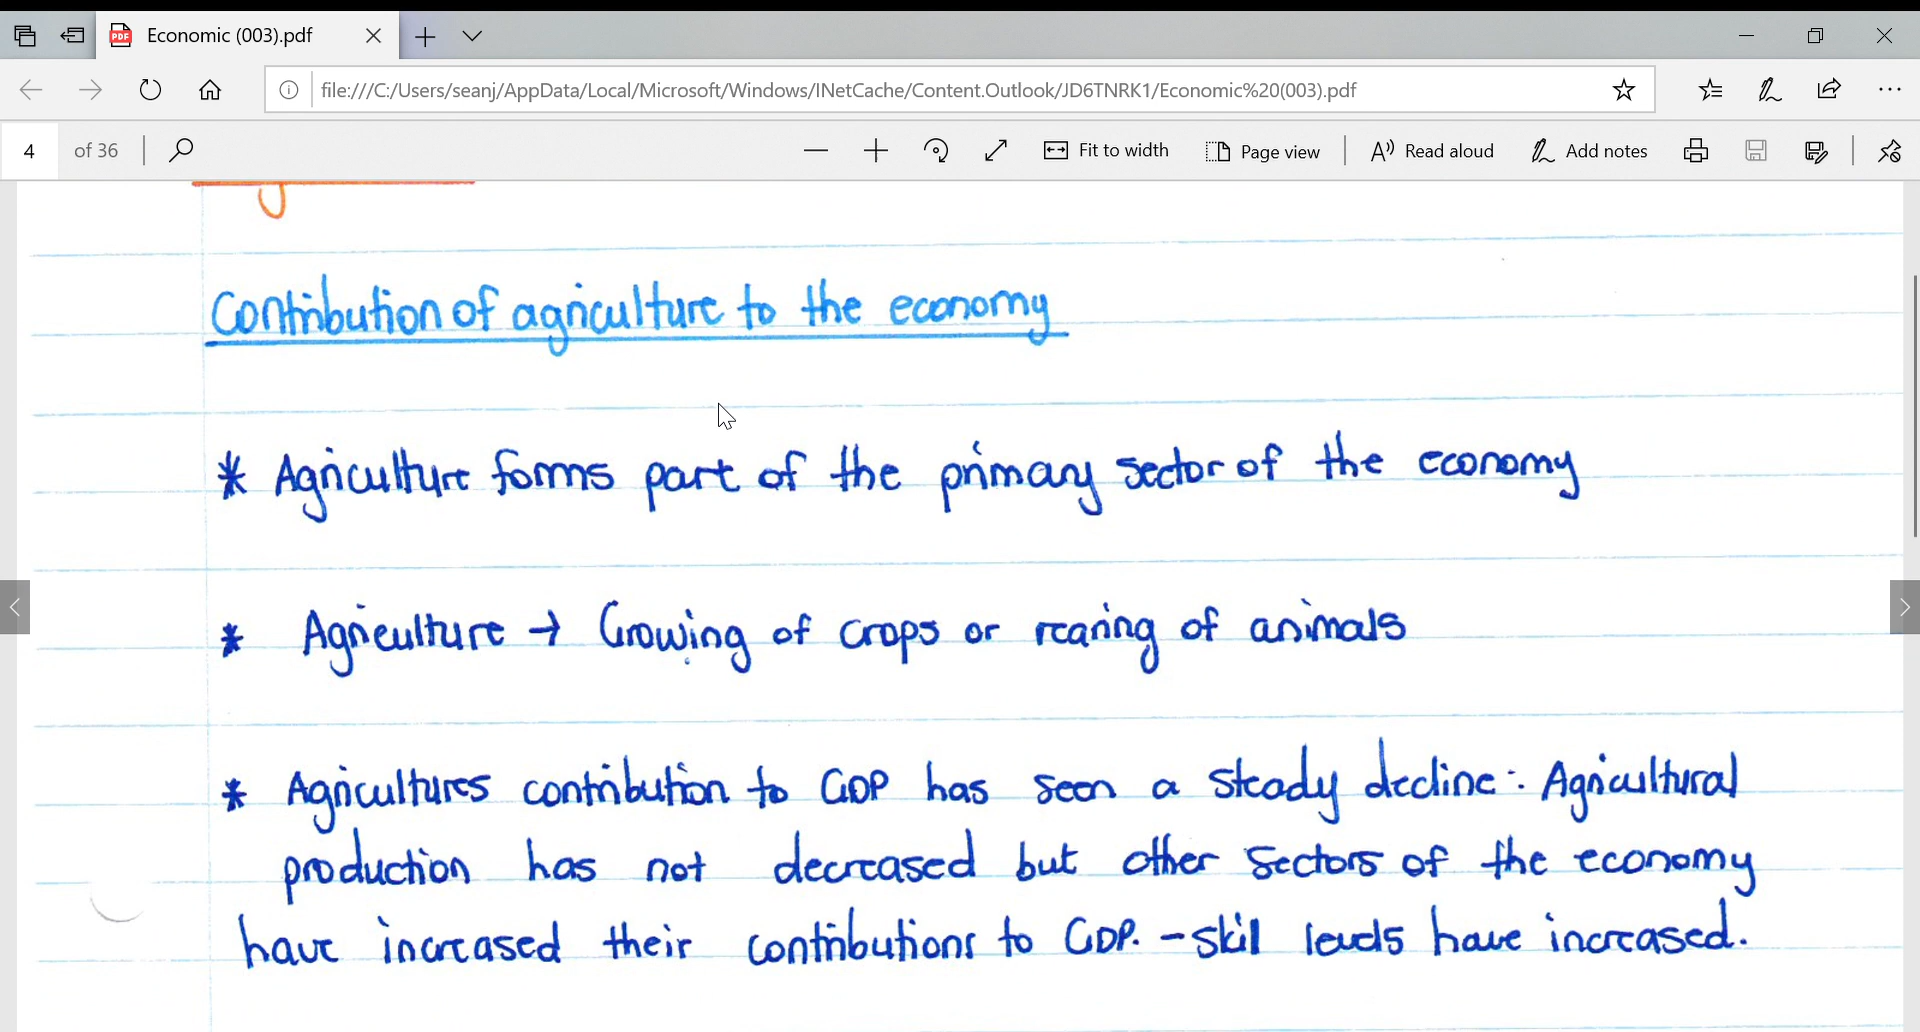 Economic (003).pdf
file:///C:/Users/seanj/AppData/Local/Microsoft/Windows/INetCache/Content.Outlook/JD6TNRK1/Economic%20(003).pdf
4 of 36 Fit to width Page view Read aloud Add notes
Contribution of agriculture to the economy
* Agriculture forms part of the primary sector of the economy
* Agriculture → Growing of crops or rearing of animals
* Agricultures contribution to GDP has seen a steady decline ∴ Agricultural
production has not decreased but other sectors of the economy
have increased their contributions to GDP. - skil levels have increased.